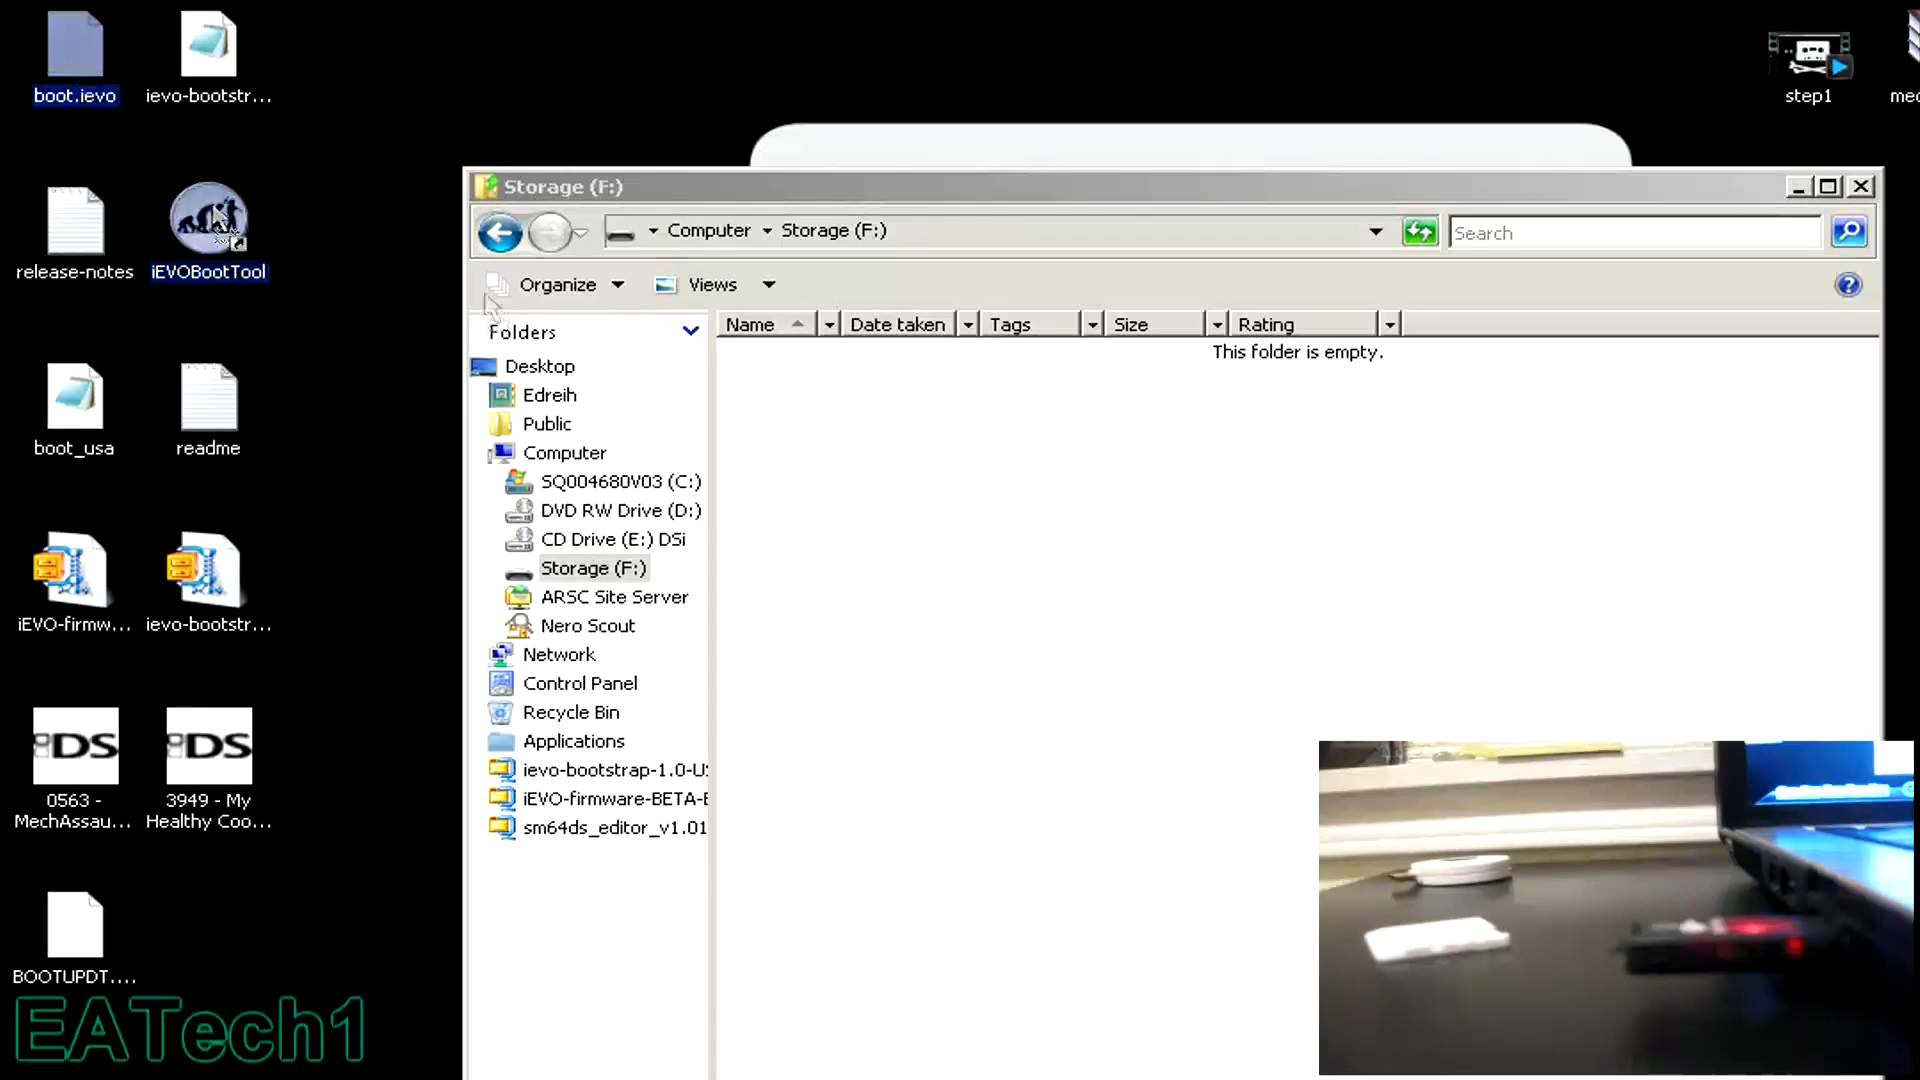 boot.ievo
ievo-bootstr...
step1
release-notes
iEVOBootTool
boot_usa
readme
iEVO-firmw...
ievo-bootstr...
DS
DS
0563 -
MechAssau...
3949 - My
Healthy Coo...
BOOTUPDT....
EATech1
Storage (F:)
Computer
Storage (F:)
Search
Organize
Views
Folders
Name
Date taken
Tags
Size
Rating
This folder is empty.
Desktop
Edreih
Public
Computer
SQ004680V03 (C:)
DVD RW Drive (D:)
CD Drive (E:) DSi
Storage (F:)
ARSC Site Server
Nero Scout
Network
Control Panel
Recycle Bin
Applications
ievo-bootstrap-1.0-U
iEVO-firmware-BETA-
sm64ds_editor_v1.01